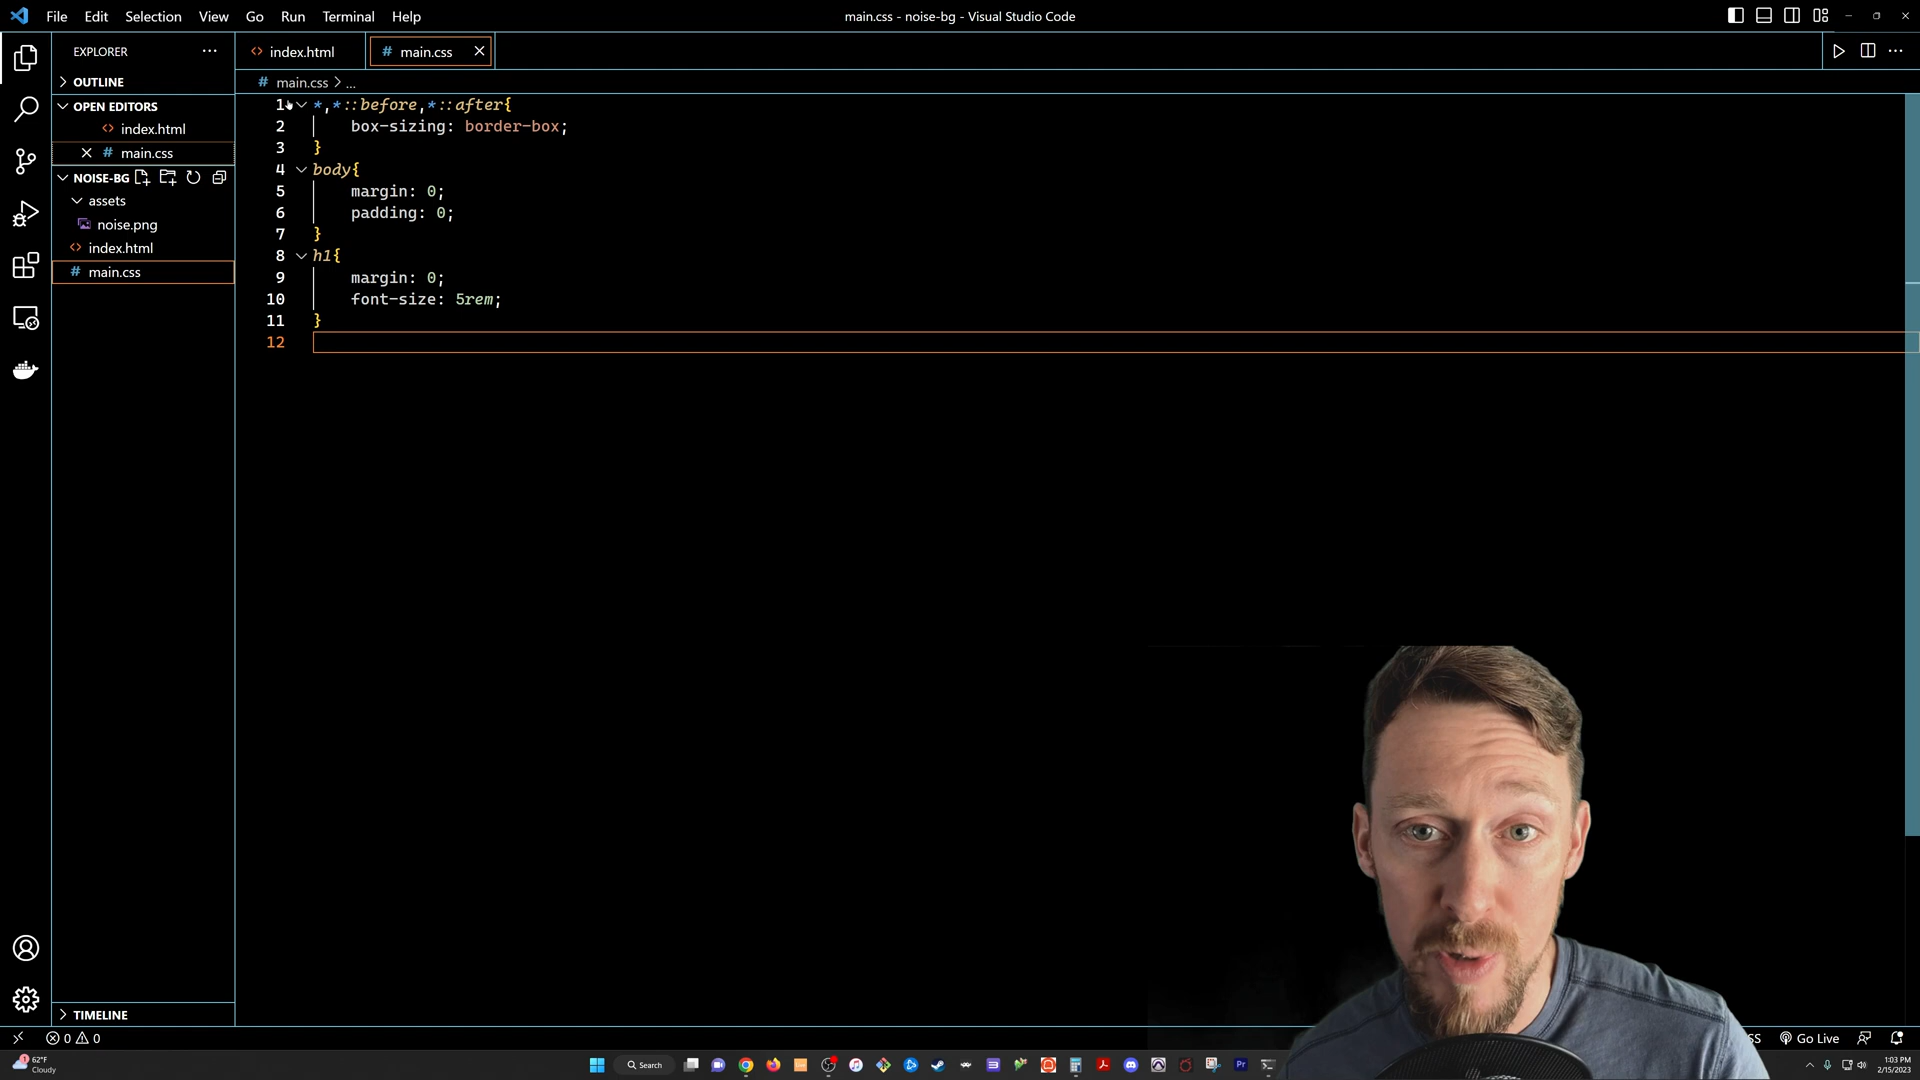 File Edit Selection View Go Run Terminal Help
main.css - noise-bg - Visual Studio Code
EXPLORER
OUTLINE
OPEN EDITORS
index.html
main.css
NOISE-BG
assets
noise.png
index.html
main.css
TIMELINE
index.html
main.css
main.css > ...
1 *,*::before,*::after{
2 box-sizing: border-box;
3 }
4 body{
5 margin: 0;
6 padding: 0;
7 }
8 h1{
9 margin: 0;
10 font-size: 5rem;
11 }
12
0 0
SS
Go Live
1
62°F
Cloudy
Search
Pr
1:03 PM
2/15/2023